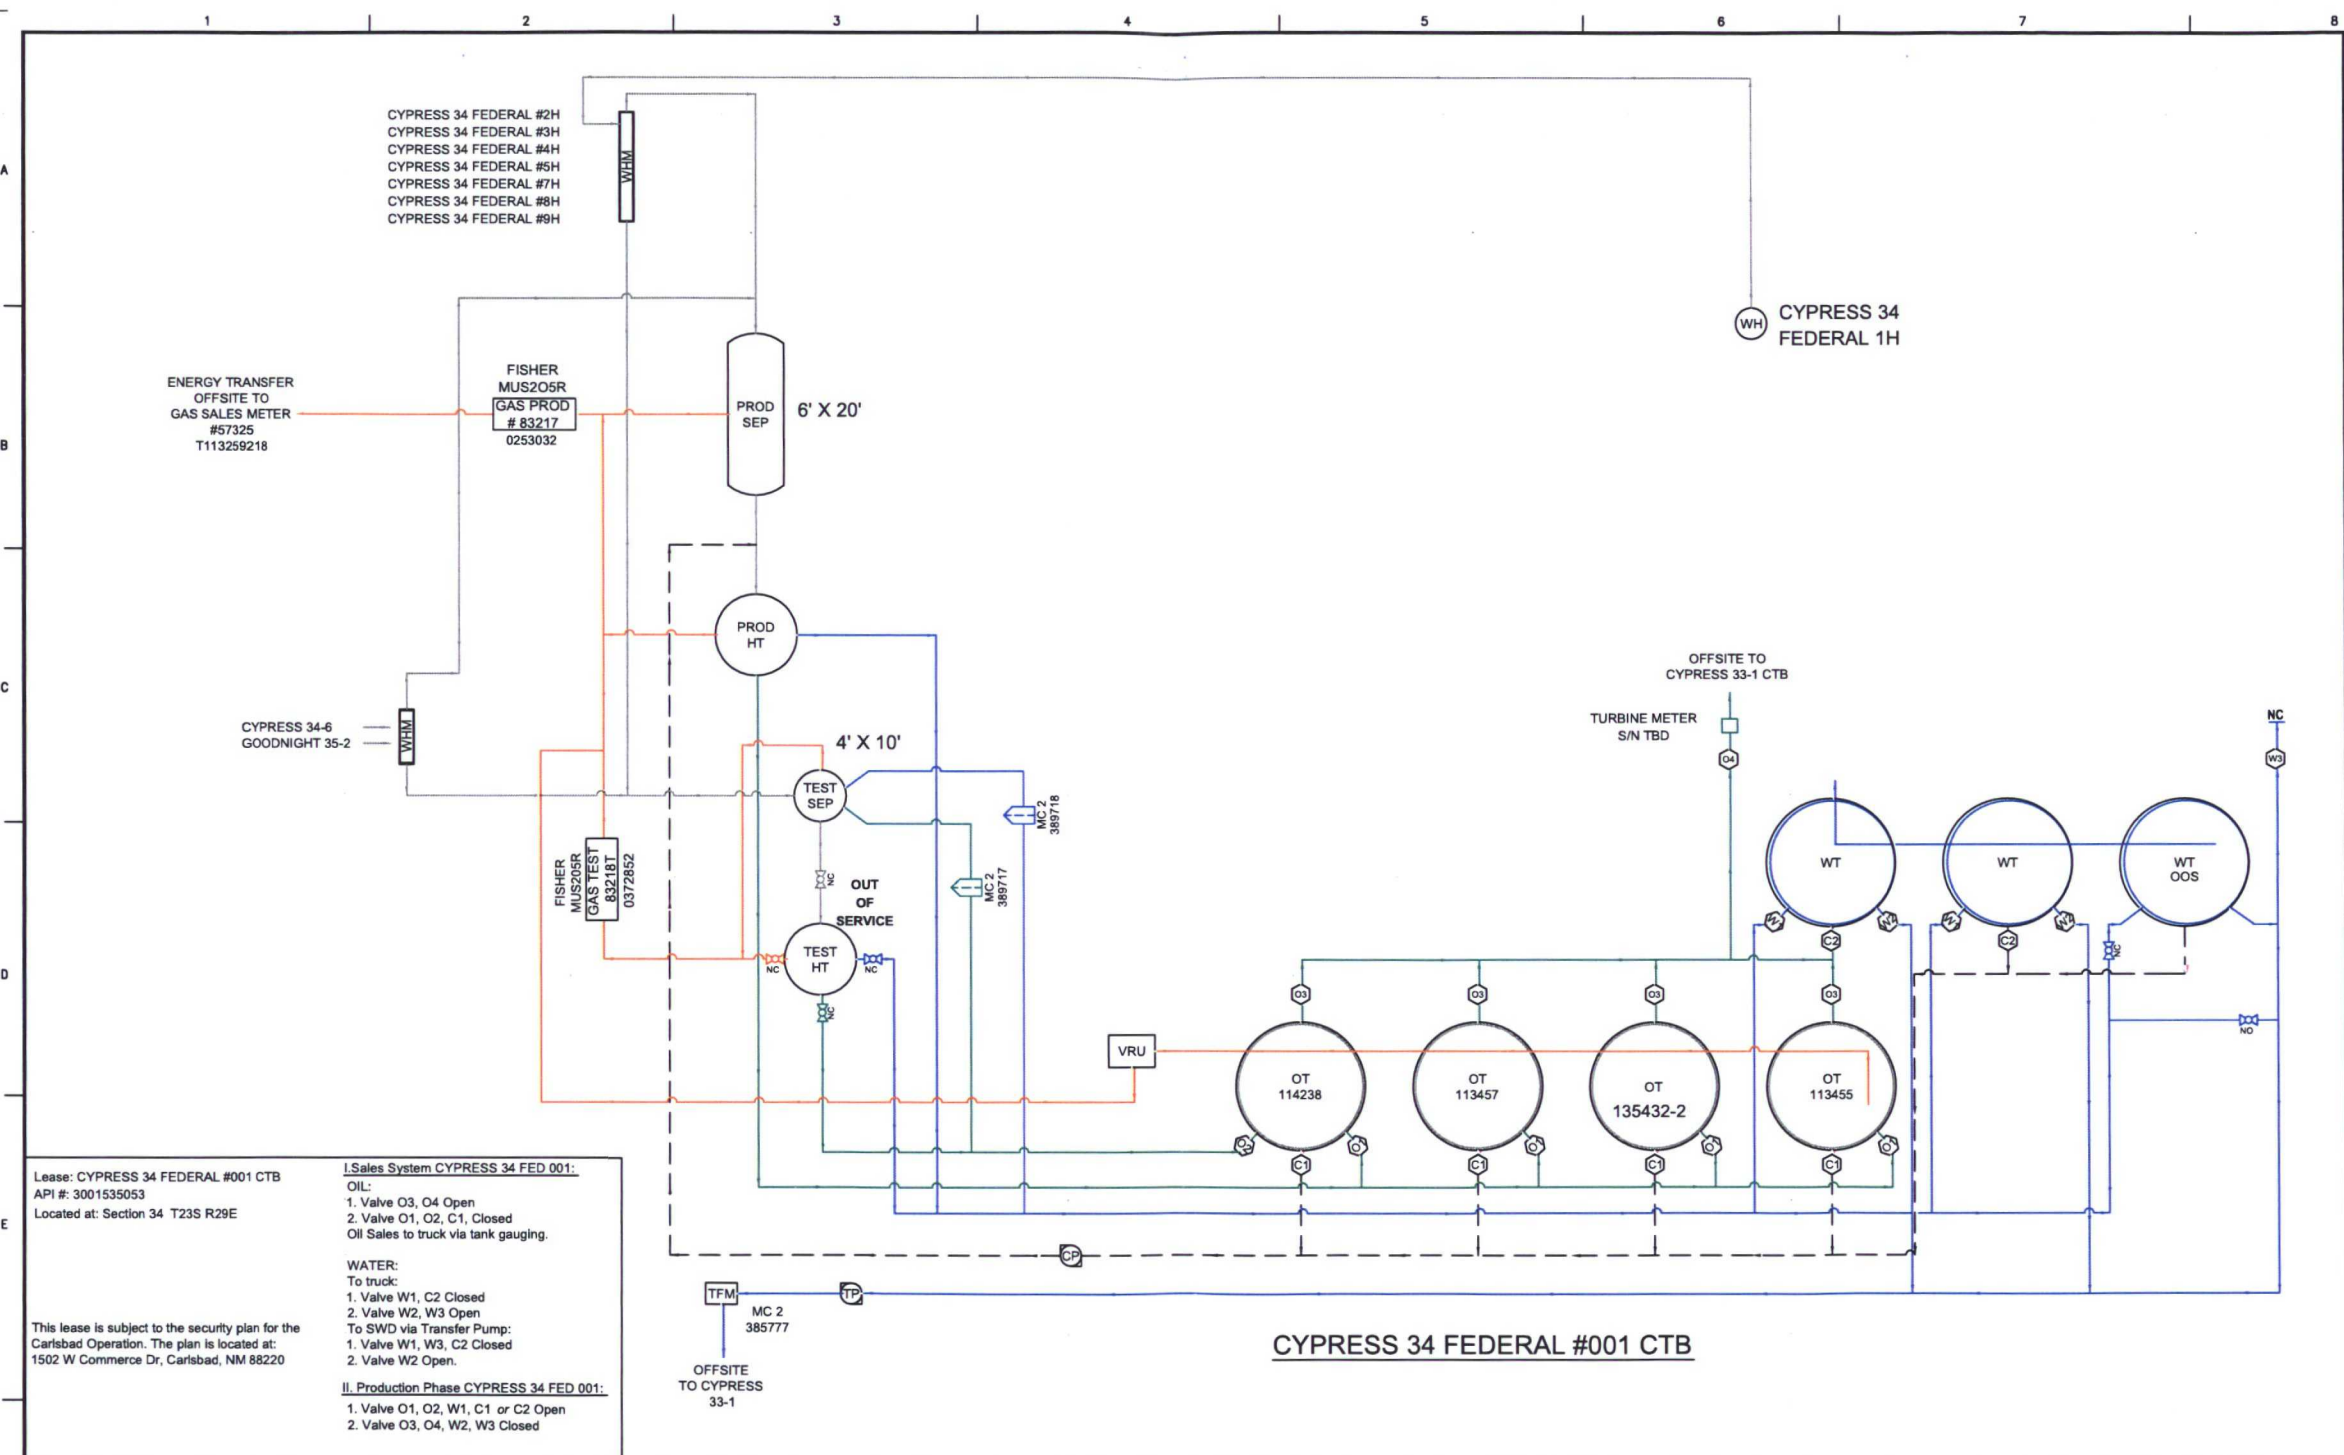 1 2 3 4 5 6 7 8
A
B
C
D
E
CYPRESS 34 FEDERAL #2H
CYPRESS 34 FEDERAL #3H
CYPRESS 34 FEDERAL #4H
CYPRESS 34 FEDERAL #5H
CYPRESS 34 FEDERAL #7H
CYPRESS 34 FEDERAL #8H
CYPRESS 34 FEDERAL #9H
WHM
WH
CYPRESS 34
FEDERAL 1H
ENERGY TRANSFER
OFFSITE TO
GAS SALES METER
#57325
T113259218
FISHER
MUS2O5R
GAS PROD
# 83217
0253032
PROD
SEP
6' X 20'
PROD
HT
CYPRESS 34-6
GOODNIGHT 35-2
WHM
4' X 10'
TEST
SEP
MC 2
389718
MC 2
389717
FISHER
MUS205R
GAS TEST
83218T
0372852
NC
OUT
OF
SERVICE
TEST
HT
NC
NC
NC
OFFSITE TO
CYPRESS 33-1 CTB
TURBINE METER
S/N TBD
O4
NC
W3
WT
WT
WT
OOS
W2
W2
C2
C2
NC
NO
O3
O3
O3
O3
VRU
OT
114238
OT
113457
OT
135432-2
OT
113455
C1
C1
C1
C1
CP
TFM
TP
MC 2
385777
OFFSITE
TO CYPRESS
33-1
CYPRESS 34 FEDERAL #001 CTB
Lease: CYPRESS 34 FEDERAL #001 CTB
API #: 3001535053
Located at: Section 34 T23S R29E
This lease is subject to the security plan for the
Carlsbad Operation. The plan is located at:
1502 W Commerce Dr, Carlsbad, NM 88220
I.Sales System CYPRESS 34 FED 001:
OIL:
1. Valve O3, O4 Open
2. Valve O1, O2, C1, Closed
Oil Sales to truck via tank gauging.
WATER:
To truck:
1. Valve W1, C2 Closed
2. Valve W2, W3 Open
To SWD via Transfer Pump:
1. Valve W1, W3, C2 Closed
2. Valve W2 Open.
II. Production Phase CYPRESS 34 FED 001:
1. Valve O1, O2, W1, C1 or C2 Open
2. Valve O3, O4, W2, W3 Closed